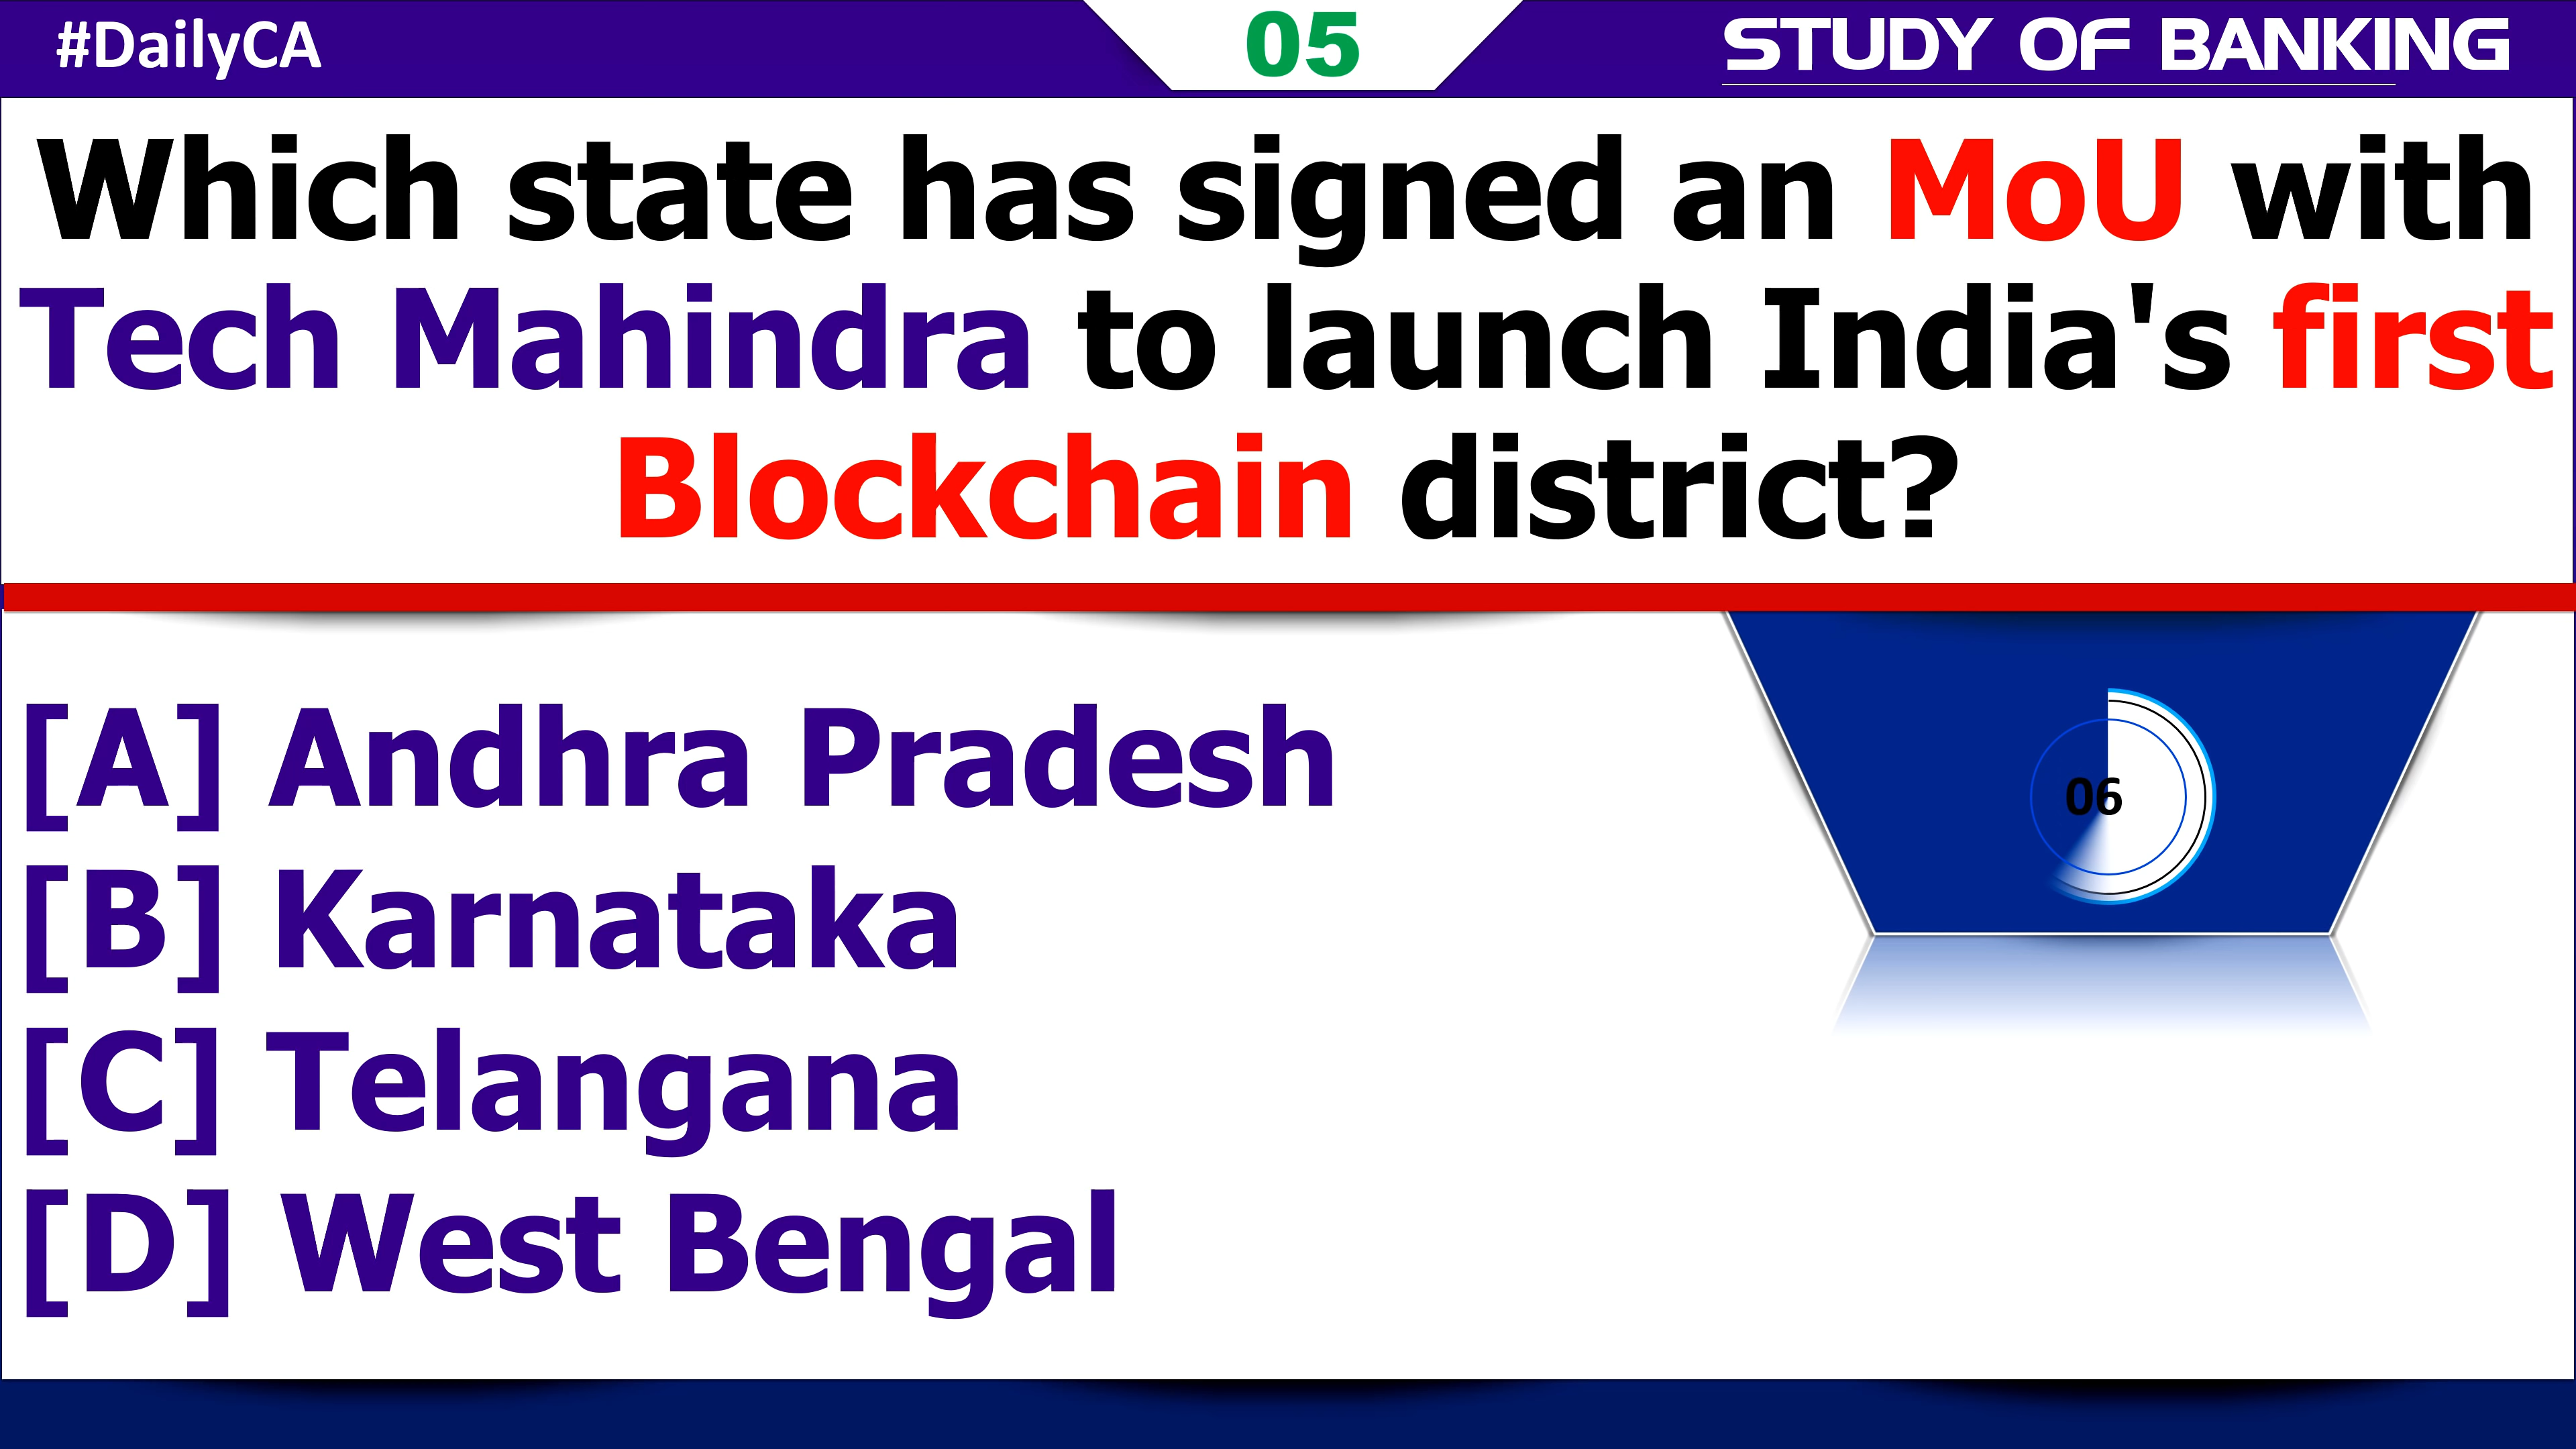 #DailyCA
05
STUDY OF BANKING
Which state has signed an MoU with
Tech Mahindra to launch India's first
Blockchain district?
06
[A] Andhra Pradesh
[B] Karnataka
[C] Telangana
[D] West Bengal